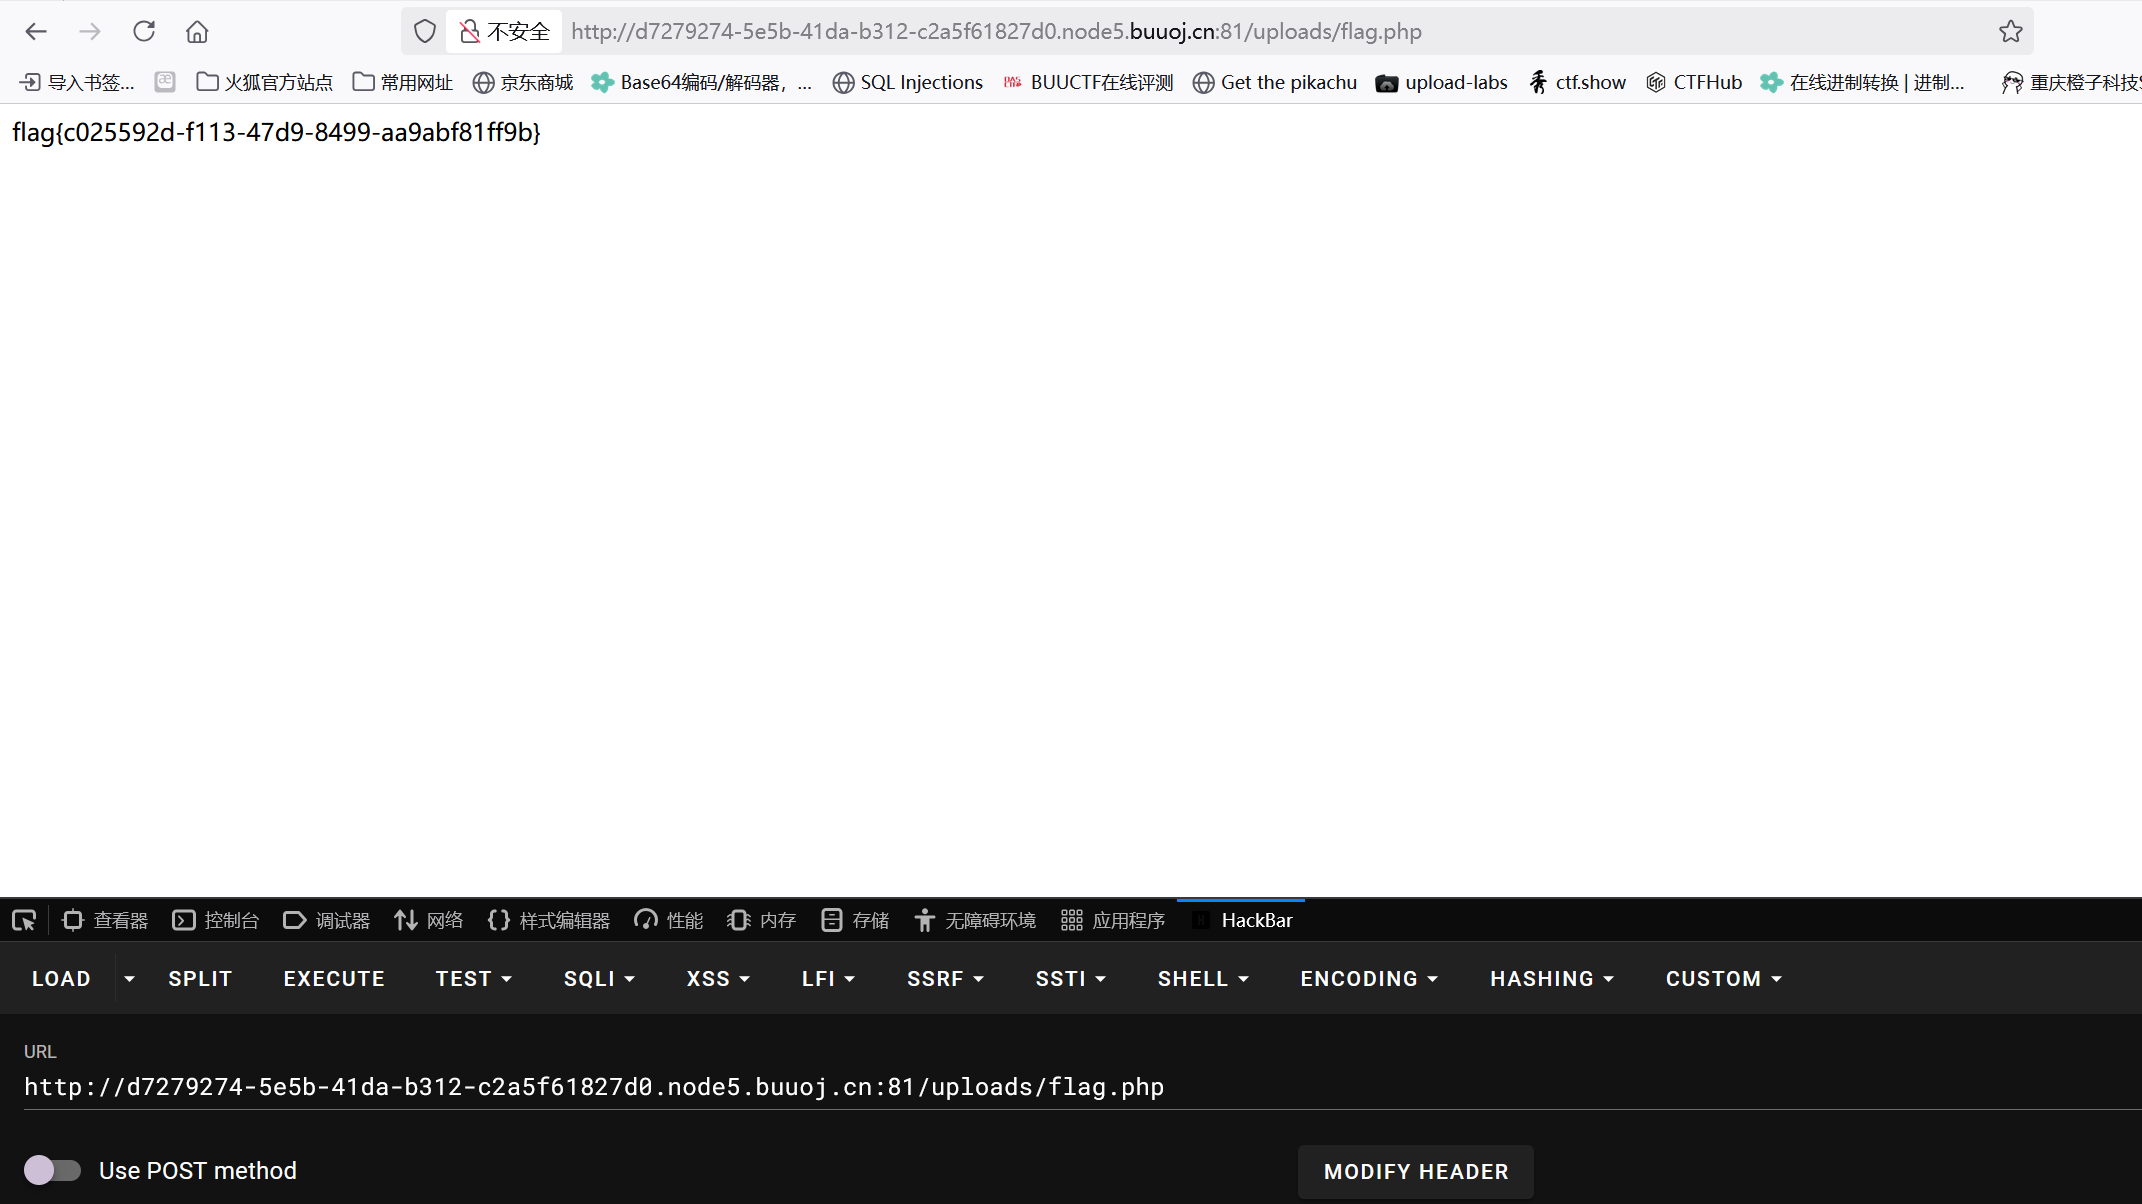 不安全 http://d7279274-5e5b-41da-b312-c2a5f61827d0.node5.buuoj.cn:81/uploads/flag.php
导入书签... 火狐官方站点 常用网址 京东商城 Base64编码/解码器，... SQL Injections BUUCTF在线评测 Get the pikachu upload-labs ctf.show CTFHub 在线进制转换 | 进制... 重庆橙子科技
flag{c025592d-f113-47d9-8499-aa9abf81ff9b}
查看器 控制台 调试器 网络 样式编辑器 性能 内存 存储 无障碍环境 应用程序 HackBar
LOAD SPLIT EXECUTE TEST SQLI XSS LFI SSRF SSTI SHELL ENCODING HASHING CUSTOM
URL
http://d7279274-5e5b-41da-b312-c2a5f61827d0.node5.buuoj.cn:81/uploads/flag.php
Use POST method MODIFY HEADER